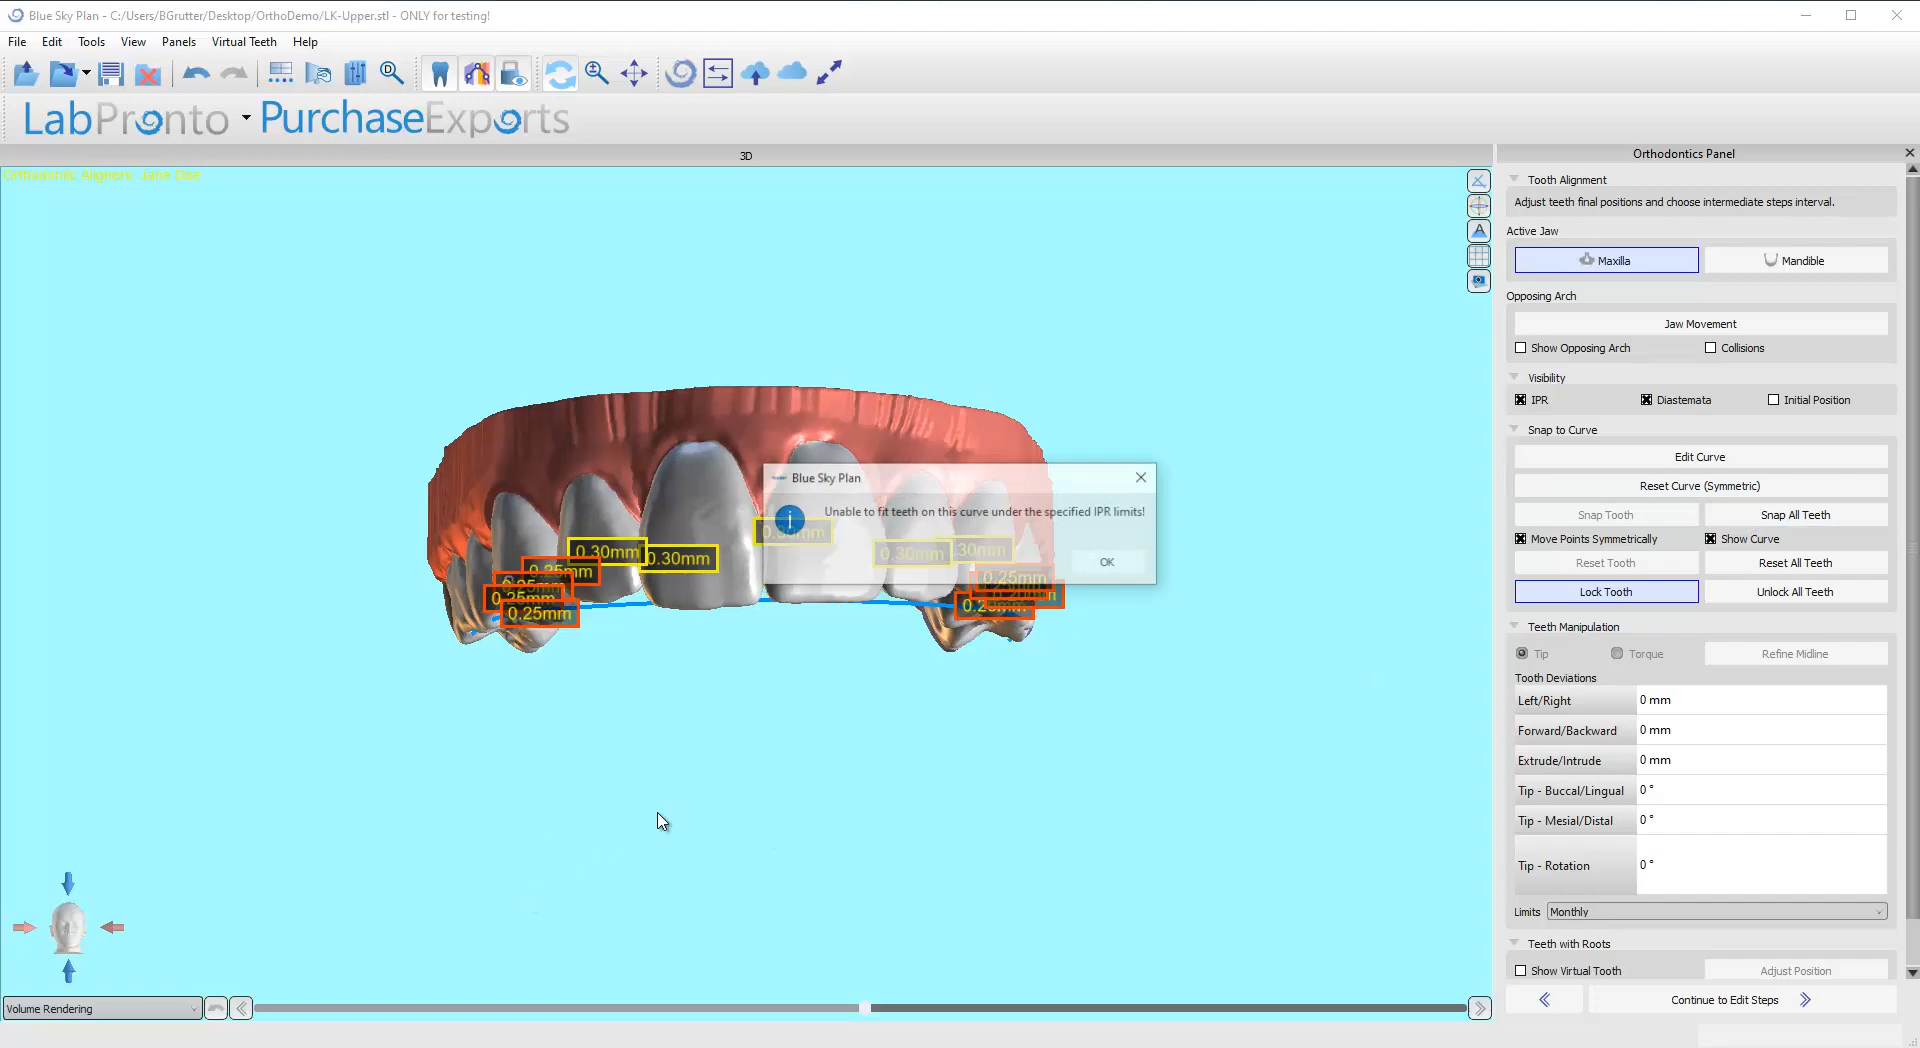 Blue Sky Plan - C:/Users/BGrutter/Desktop/OrthoDemo/LK-Upper.stl - ONLY for testing!
File Edit Tools View Panels Virtual Teeth Help
LabPronto PurchaseExports
3D
Orthodontic Aligners: Jane Doe
Blue Sky Plan
Unable to fit teeth on this curve under the specified IPR limits!
OK
0.30mm
0.30mm
0.30mm
0.30mm
.30mm
0.25mm
0.25mm
0.25mm
0.25mm
0.25mm
Orthodontics Panel
Tooth Alignment
Adjust teeth final positions and choose intermediate steps interval.
Active Jaw
Maxilla Mandible
Opposing Arch
Jaw Movement
Show Opposing Arch Collisions
Visibility
IPR Diastemata Initial Position
Snap to Curve
Edit Curve
Reset Curve (Symmetric)
Snap Tooth Snap All Teeth
Move Points Symmetrically Show Curve
Reset Tooth Reset All Teeth
Lock Tooth Unlock All Teeth
Teeth Manipulation
Tip Torque Refine Midline
Tooth Deviations
Left/Right 0 mm
Forward/Backward 0 mm
Extrude/Intrude 0 mm
Tip - Buccal/Lingual 0 °
Tip - Mesial/Distal 0 °
Tip - Rotation 0 °
Limits Monthly
Teeth with Roots
Show Virtual Tooth Adjust Position
Continue to Edit Steps
Volume Rendering